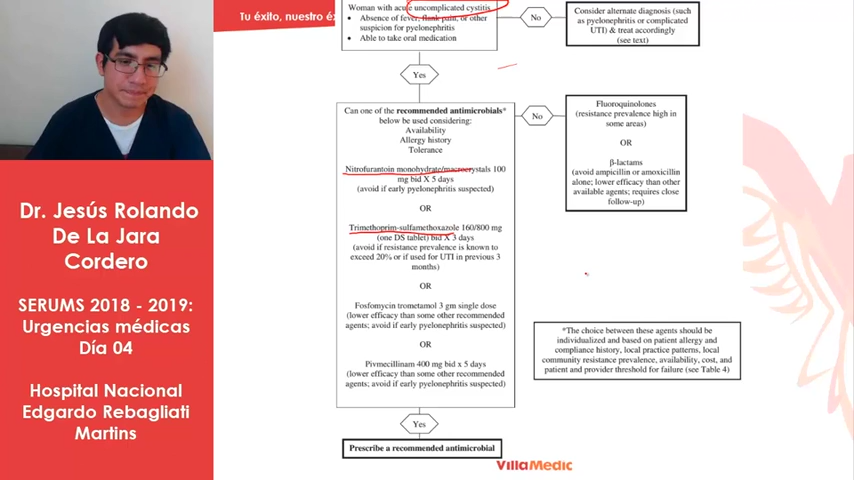 Tu éxito, nuestro éx
Woman with acute uncomplicated cystitis
• Absence of fever, flank pain, or other
suspicion for pyelonephritis
• Able to take oral medication
No
Consider alternate diagnosis (such
as pyelonephritis or complicated
UTI) & treat accordingly
(see text)
Yes
Can one of the recommended antimicrobials*
below be used considering:
Availability
Allergy history
Tolerance
Nitrofurantoin monohydrate/macrocrystals 100
mg bid X 5 days
(avoid if early pyelonephritis suspected)
OR
Trimethoprim-sulfamethoxazole 160/800 mg
(one DS tablet) bid X 3 days
(avoid if resistance prevalence is known to
exceed 20% or if used for UTI in previous 3
months)
OR
Fosfomycin trometamol 3 gm single dose
(lower efficacy than some other recommended
agents; avoid if early pyelonephritis suspected)
OR
Pivmecillinam 400 mg bid x 5 days
(lower efficacy than some other recommended
agents; avoid if early pyelonephritis suspected)
No
Fluoroquinolones
(resistance prevalence high in
some areas)
OR
β-lactams
(avoid ampicillin or amoxicillin
alone; lower efficacy than other
available agents; requires close
follow-up)
*The choice between these agents should be
individualized and based on patient allergy and
compliance history, local practice patterns, local
community resistance prevalence, availability, cost, and
patient and provider threshold for failure (see Table 4)
Yes
Prescribe a recommended antimicrobial
VillaMedic
Dr. Jesús Rolando
De La Jara
Cordero
SERUMS 2018 - 2019:
Urgencias médicas
Día 04
Hospital Nacional
Edgardo Rebagliati
Martins